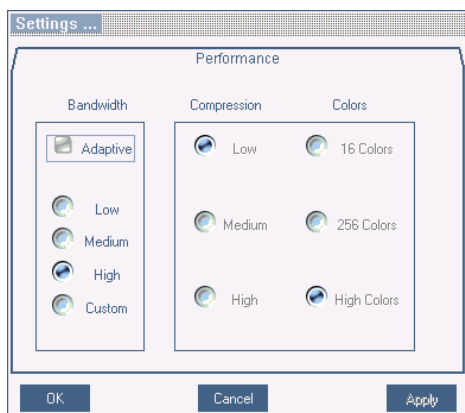 Settings ...
Performance
Bandwidth Compression Colors
Adaptive Low 16 Colors
Low
Medium 256 Colors
Medium
High
High High Colors
Custom
OK Cancel Apply